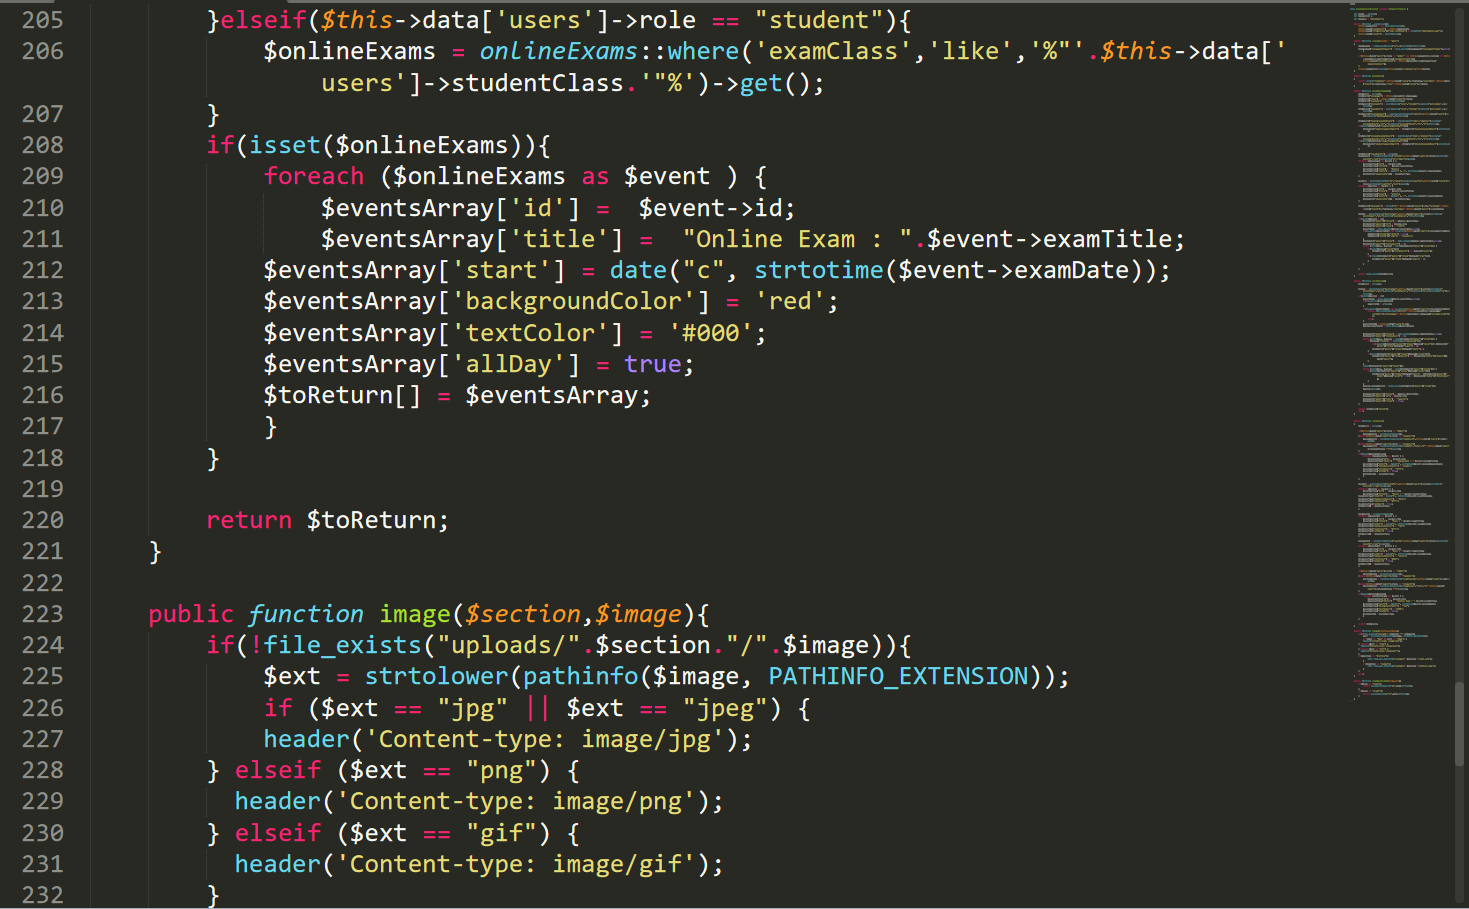 205 }elseif($this->data['users']->role == "student"){
206 $onlineExams = onlineExams::where('examClass','like','%"'.$this->data['
users']->studentClass.'"%')->get();
207 }
208 if(isset($onlineExams)){
209 foreach ($onlineExams as $event ) {
210 $eventsArray['id'] =  $event->id;
211 $eventsArray['title'] =  "Online Exam : ".$event->examTitle;
212 $eventsArray['start'] = date("c", strtotime($event->examDate));
213 $eventsArray['backgroundColor'] = 'red';
214 $eventsArray['textColor'] = '#000';
215 $eventsArray['allDay'] = true;
216 $toReturn[] = $eventsArray;
217 }
218 }
219
220 return $toReturn;
221 }
222
223 public function image($section,$image){
224 if(!file_exists("uploads/".$section."/".$image)){
225 $ext = strtolower(pathinfo($image, PATHINFO_EXTENSION));
226 if ($ext == "jpg" || $ext == "jpeg") {
227 header('Content-type: image/jpg');
228 } elseif ($ext == "png") {
229 header('Content-type: image/png');
230 } elseif ($ext == "gif") {
231 header('Content-type: image/gif');
232 }